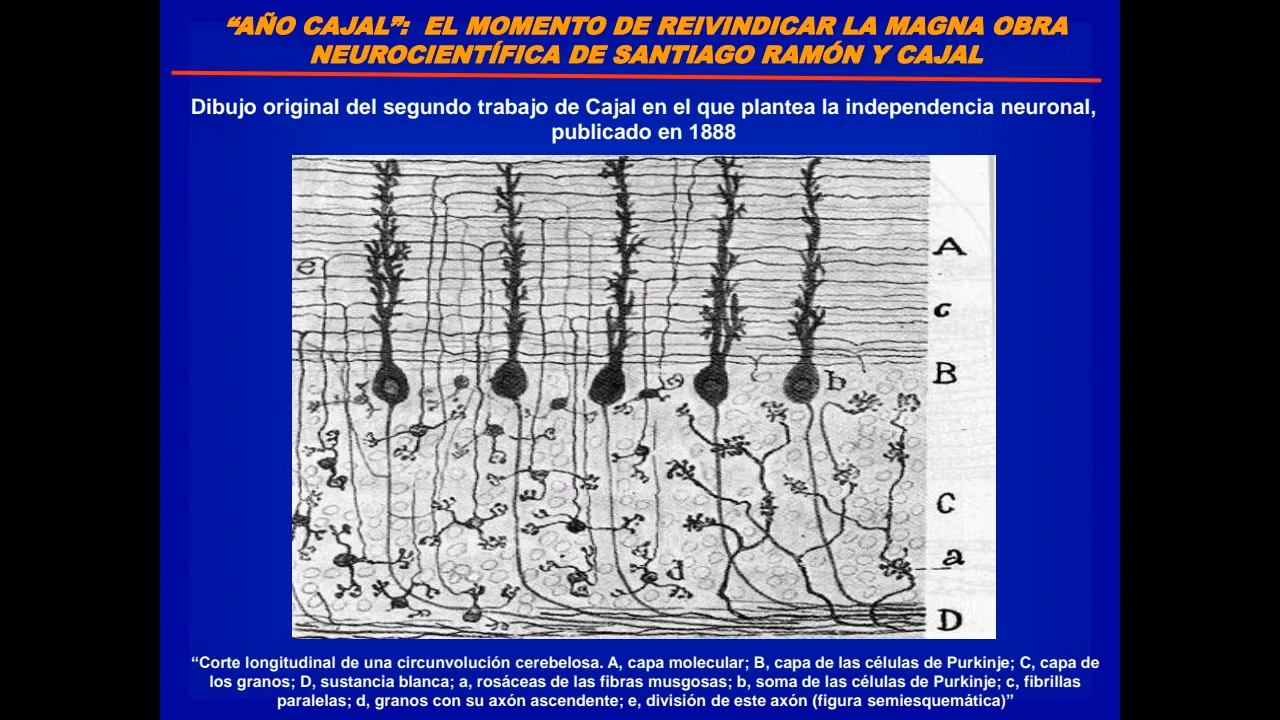 “AÑO CAJAL”: EL MOMENTO DE REIVINDICAR LA MAGNA OBRA
NEUROCIENTÍFICA DE SANTIAGO RAMÓN Y CAJAL
Dibujo original del segundo trabajo de Cajal en el que plantea la independencia neuronal,
publicado en 1888
A
e
c
B
b
C
a
d
D
“Corte longitudinal de una circunvolución cerebelosa. A, capa molecular; B, capa de las células de Purkinje; C, capa de
los granos; D, sustancia blanca; a, rosáceas de las fibras musgosas; b, soma de las células de Purkinje; c, fibrillas
paralelas; d, granos con su axón ascendente; e, división de este axón (figura semiesquemática)”